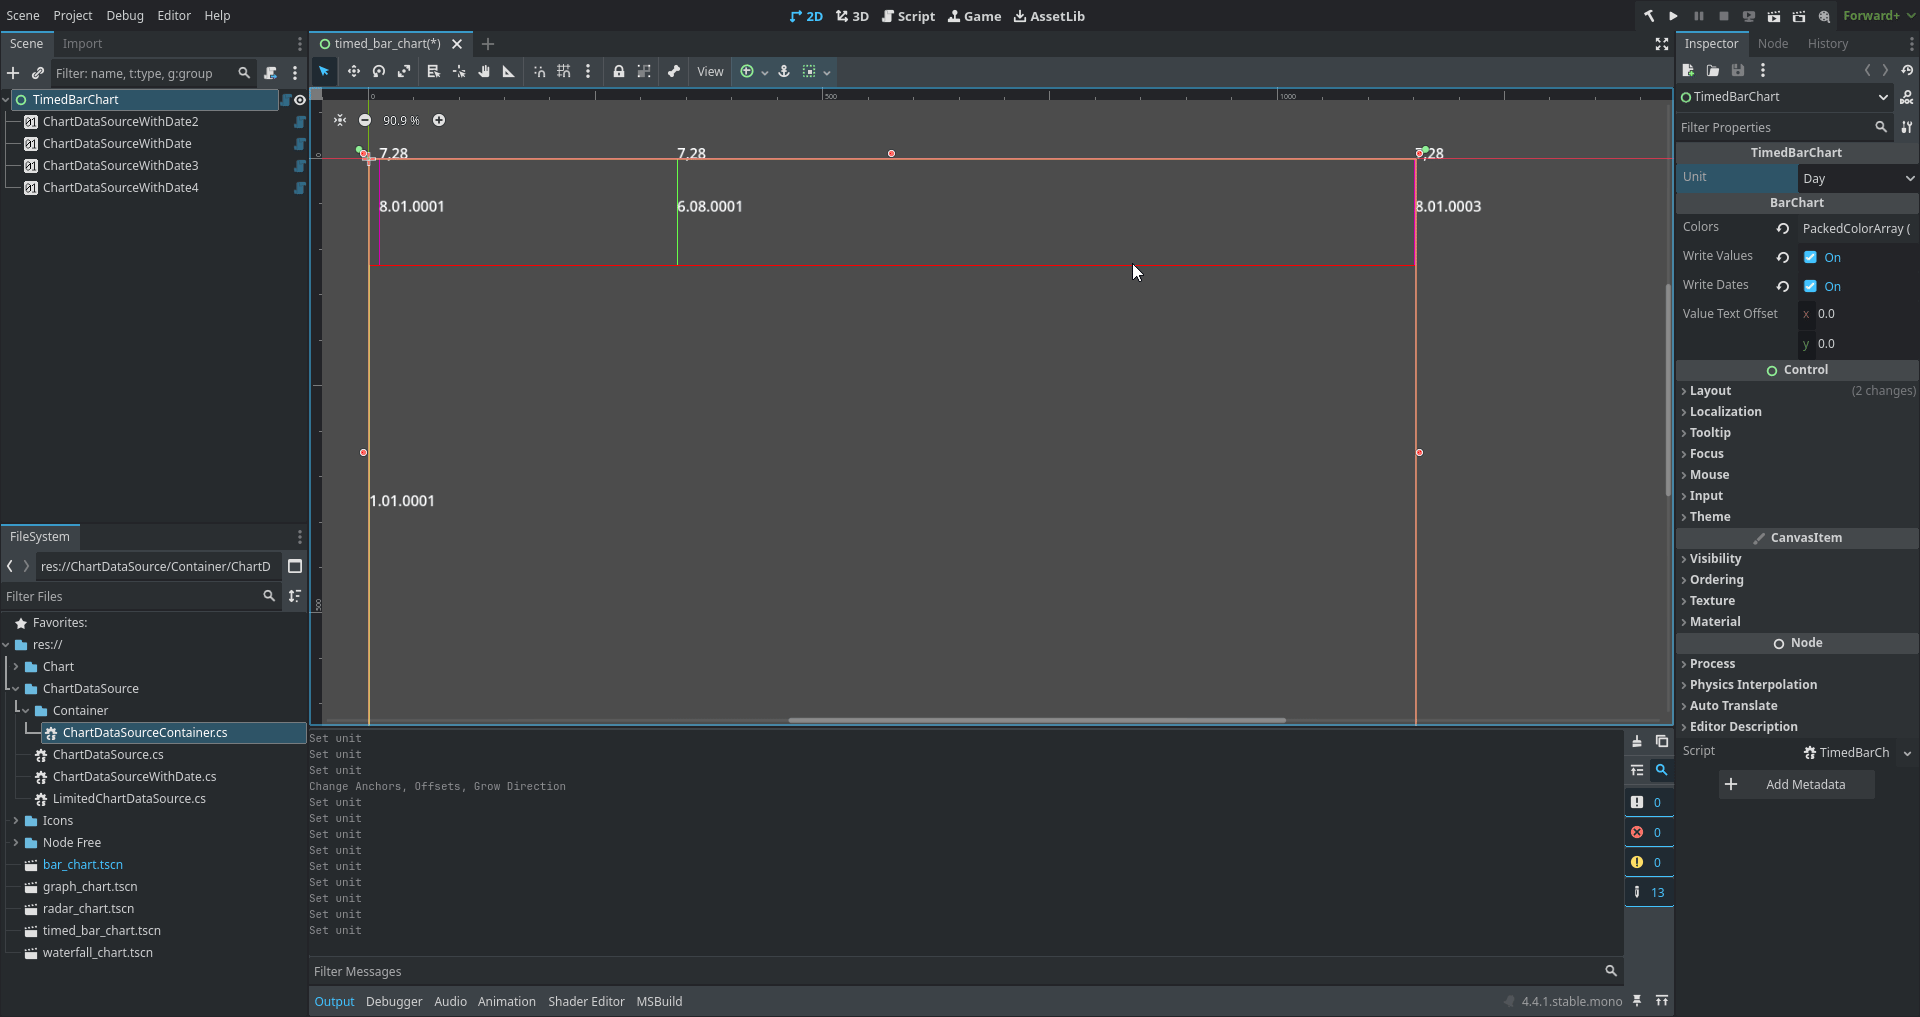 Scene Project Debug Editor Help
2D 3D Script Game AssetLib
Forward+
Scene Import
Filter: name, t:type, g:group
TimedBarChart
ChartDataSourceWithDate2
ChartDataSourceWithDate
ChartDataSourceWithDate3
ChartDataSourceWithDate4
FileSystem
res://ChartDataSource/Container/ChartD
Filter Files
Favorites:
res://
Chart
ChartDataSource
Container
ChartDataSourceContainer.cs
ChartDataSource.cs
ChartDataSourceWithDate.cs
LimitedChartDataSource.cs
Icons
Node Free
bar_chart.tscn
graph_chart.tscn
radar_chart.tscn
timed_bar_chart.tscn
waterfall_chart.tscn
timed_bar_chart(*)
View
0 500 1000
90.9 %
0
7,28 7,28 7,28
8.01.0001 6.08.0001 8.01.0003
1.01.0001
500
Set unit
Set unit
Set unit
Change Anchors, Offsets, Grow Direction
Set unit
Set unit
Set unit
Set unit
Set unit
Set unit
Set unit
Set unit
Set unit
0
0
0
13
Filter Messages
Output Debugger Audio Animation Shader Editor MSBuild
4.4.1.stable.mono
Inspector Node History
TimedBarChart
Filter Properties
TimedBarChart
Unit Day
BarChart
Colors PackedColorArray (
Write Values On
Write Dates On
Value Text Offset x 0.0
y 0.0
Control
Layout (2 changes)
Localization
Tooltip
Focus
Mouse
Input
Theme
CanvasItem
Visibility
Ordering
Texture
Material
Node
Process
Physics Interpolation
Auto Translate
Editor Description
Script TimedBarCh
Add Metadata